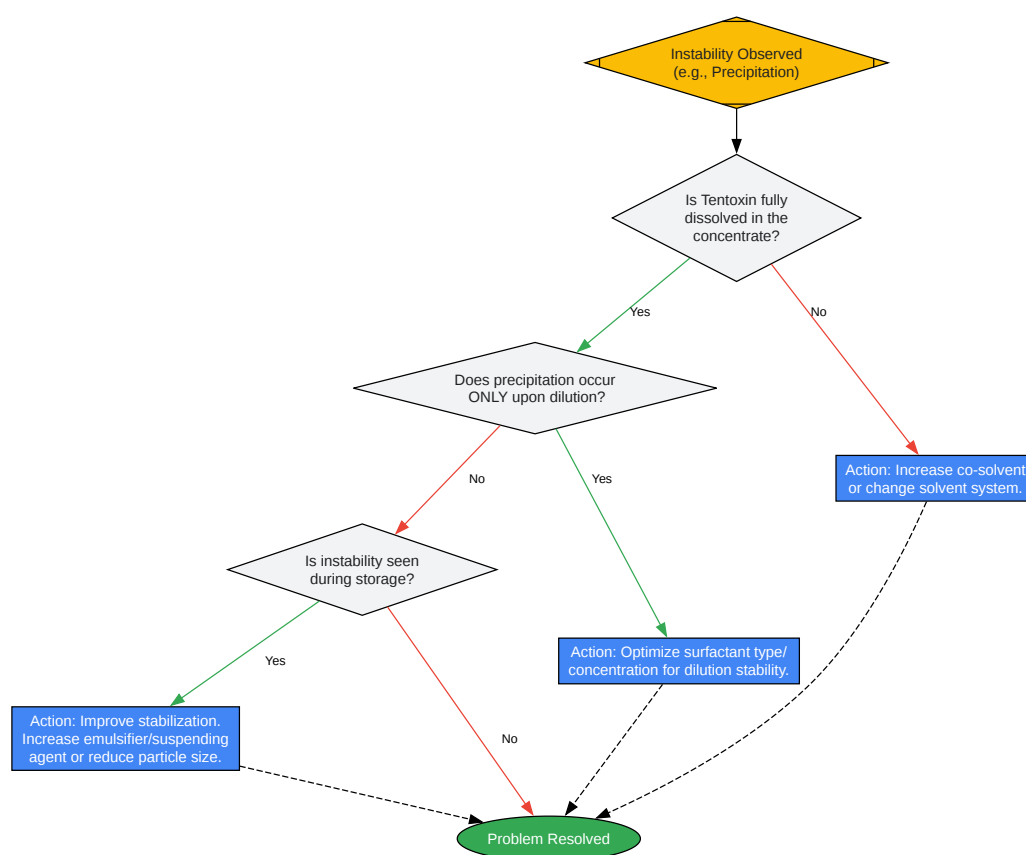 Instability Observed
(e.g., Precipitation)
Is Tentoxin fully
dissolved in the
concentrate?
Yes
No
Does precipitation occur
ONLY upon dilution?
No
Yes
Action: Increase co-solvent
or change solvent system.
Is instability seen
during storage?
Yes
No
Action: Optimize surfactant type/
concentration for dilution stability.
Action: Improve stabilization.
Increase emulsifier/suspending
agent or reduce particle size.
Problem Resolved